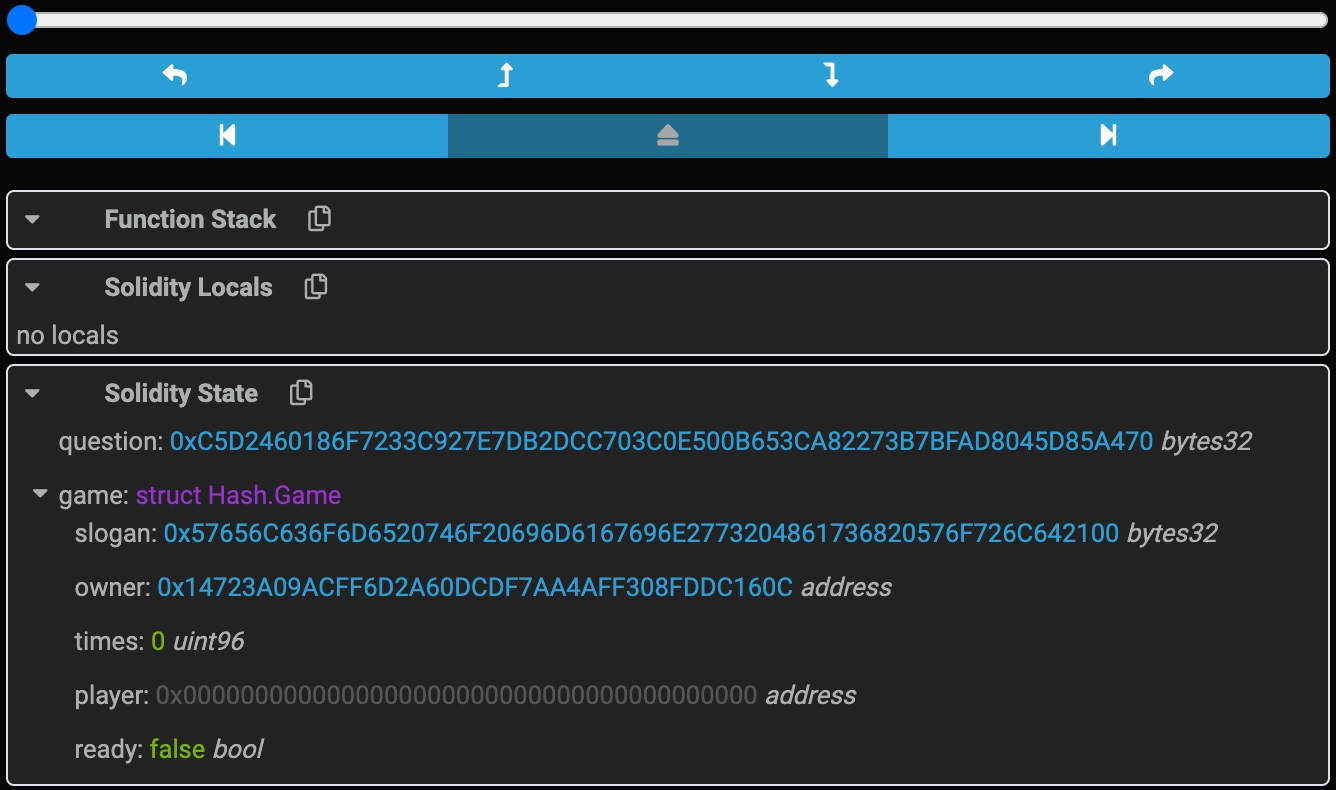 Function Stack
Solidity Locals
no locals
Solidity State
question: 0xC5D2460186F7233C927E7DB2DCC703C0E500B653CA82273B7BFAD8045D85A470 bytes32
game: struct Hash.Game
slogan: 0x57656C636F6D6520746F20696D6167696E2773204861736820576F726C642100 bytes32
owner: 0x14723A09ACFF6D2A60DCDF7AA4AFF308FDDC160C address
times: 0 uint96
player: 0x0000000000000000000000000000000000000000 address
ready: false bool